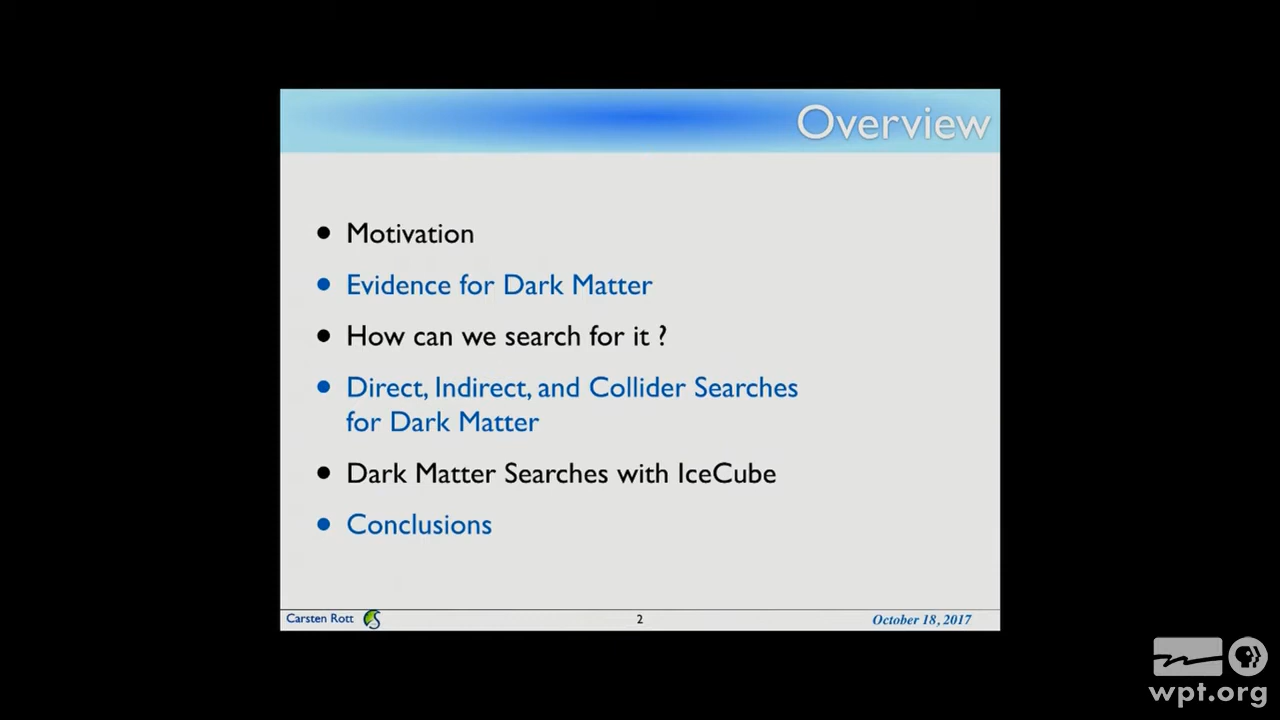 Overview
• Motivation
• Evidence for Dark Matter
• How can we search for it ?
• Direct, Indirect, and Collider Searches
for Dark Matter
• Dark Matter Searches with IceCube
• Conclusions
Carsten Rott
2
October 18, 2017
wpt.org